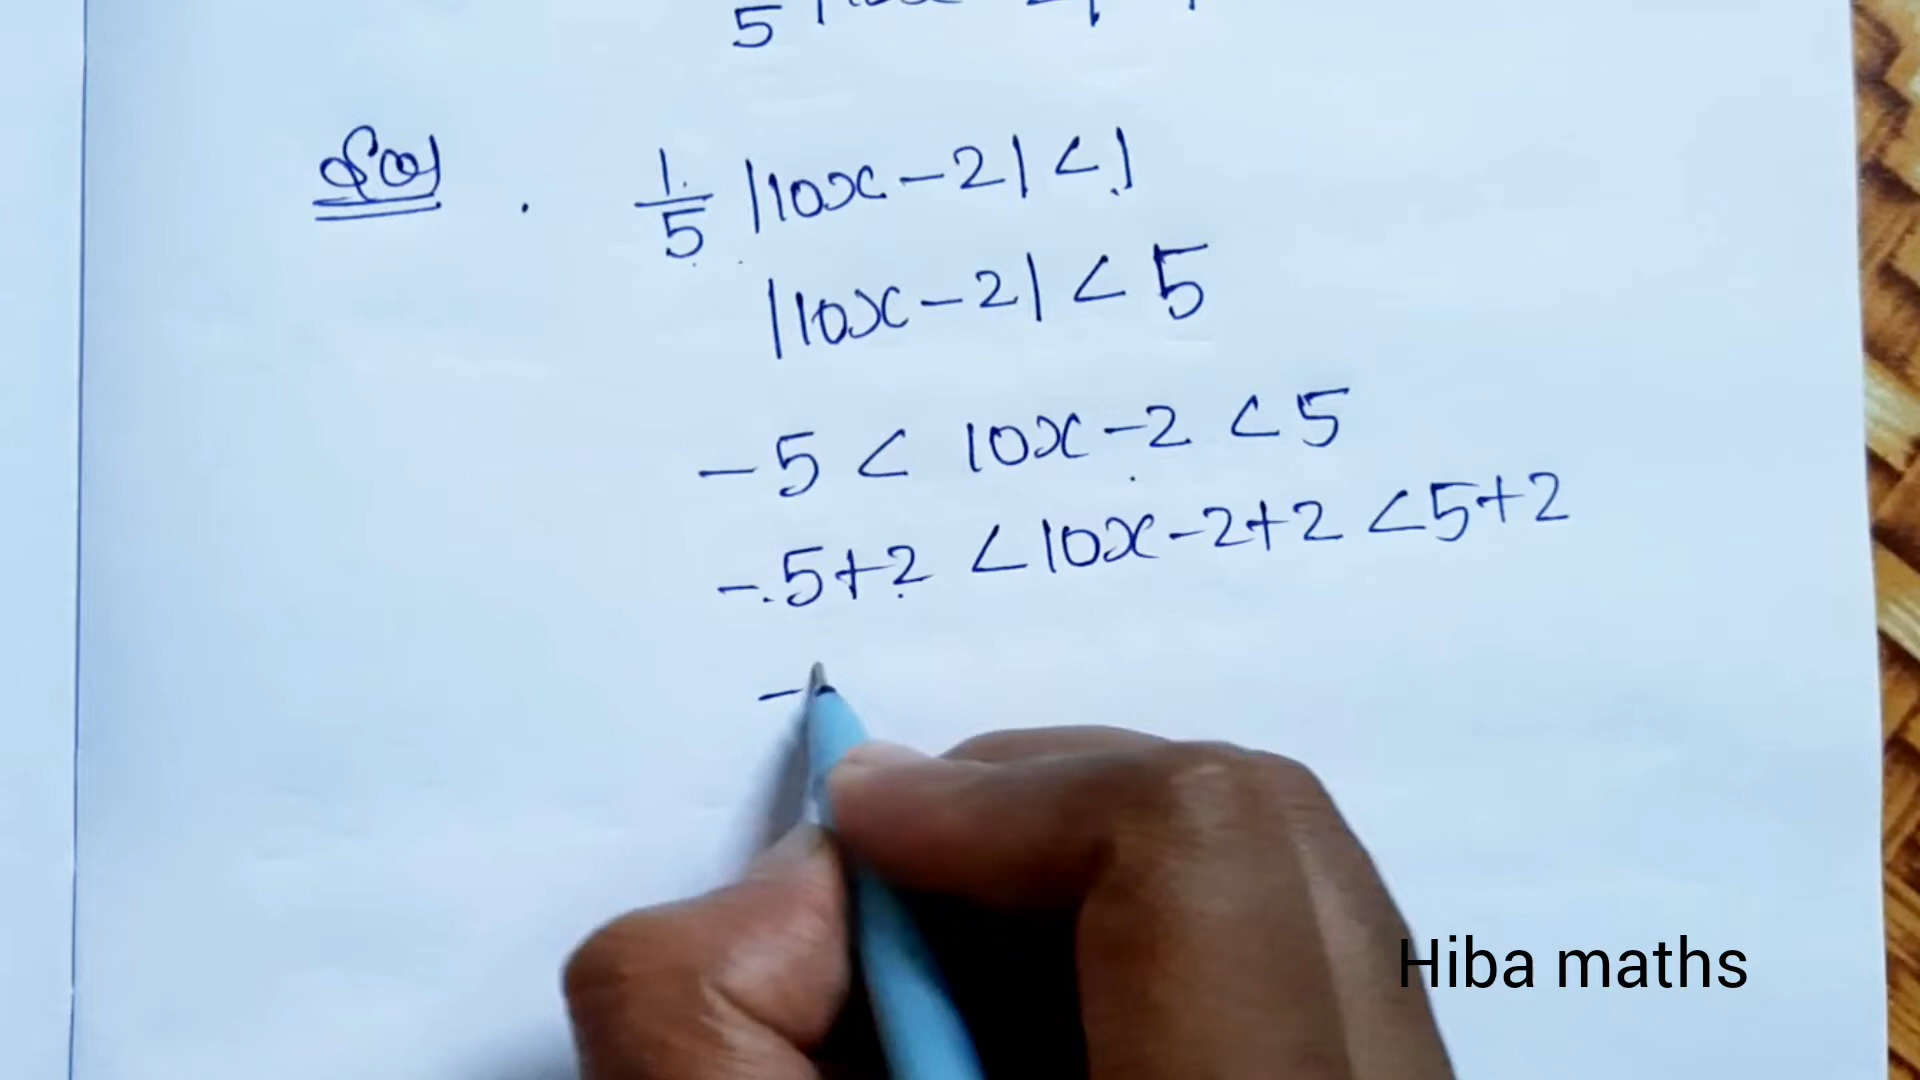 தீர்வு
1/5 |10x - 2| < 1
|10x - 2| < 5
-5 < 10x - 2 < 5
-5+2 < 10x - 2+2 < 5+2
-
Hiba maths